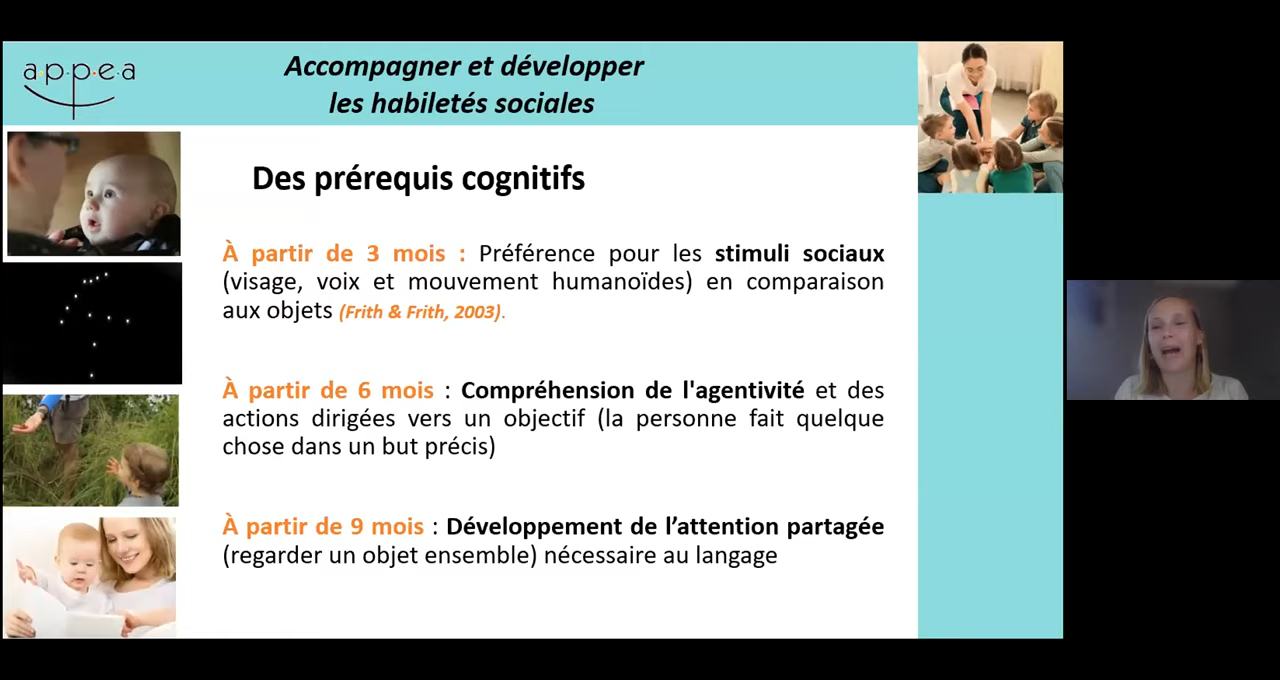 a·p·p·e·a
Accompagner et développer
les habiletés sociales
Des prérequis cognitifs
À partir de 3 mois : Préférence pour les stimuli sociaux
(visage, voix et mouvement humanoïdes) en comparaison
aux objets (Frith & Frith, 2003).
À partir de 6 mois : Compréhension de l'agentivité et des
actions dirigées vers un objectif (la personne fait quelque
chose dans un but précis)
À partir de 9 mois : Développement de l’attention partagée
(regarder un objet ensemble) nécessaire au langage